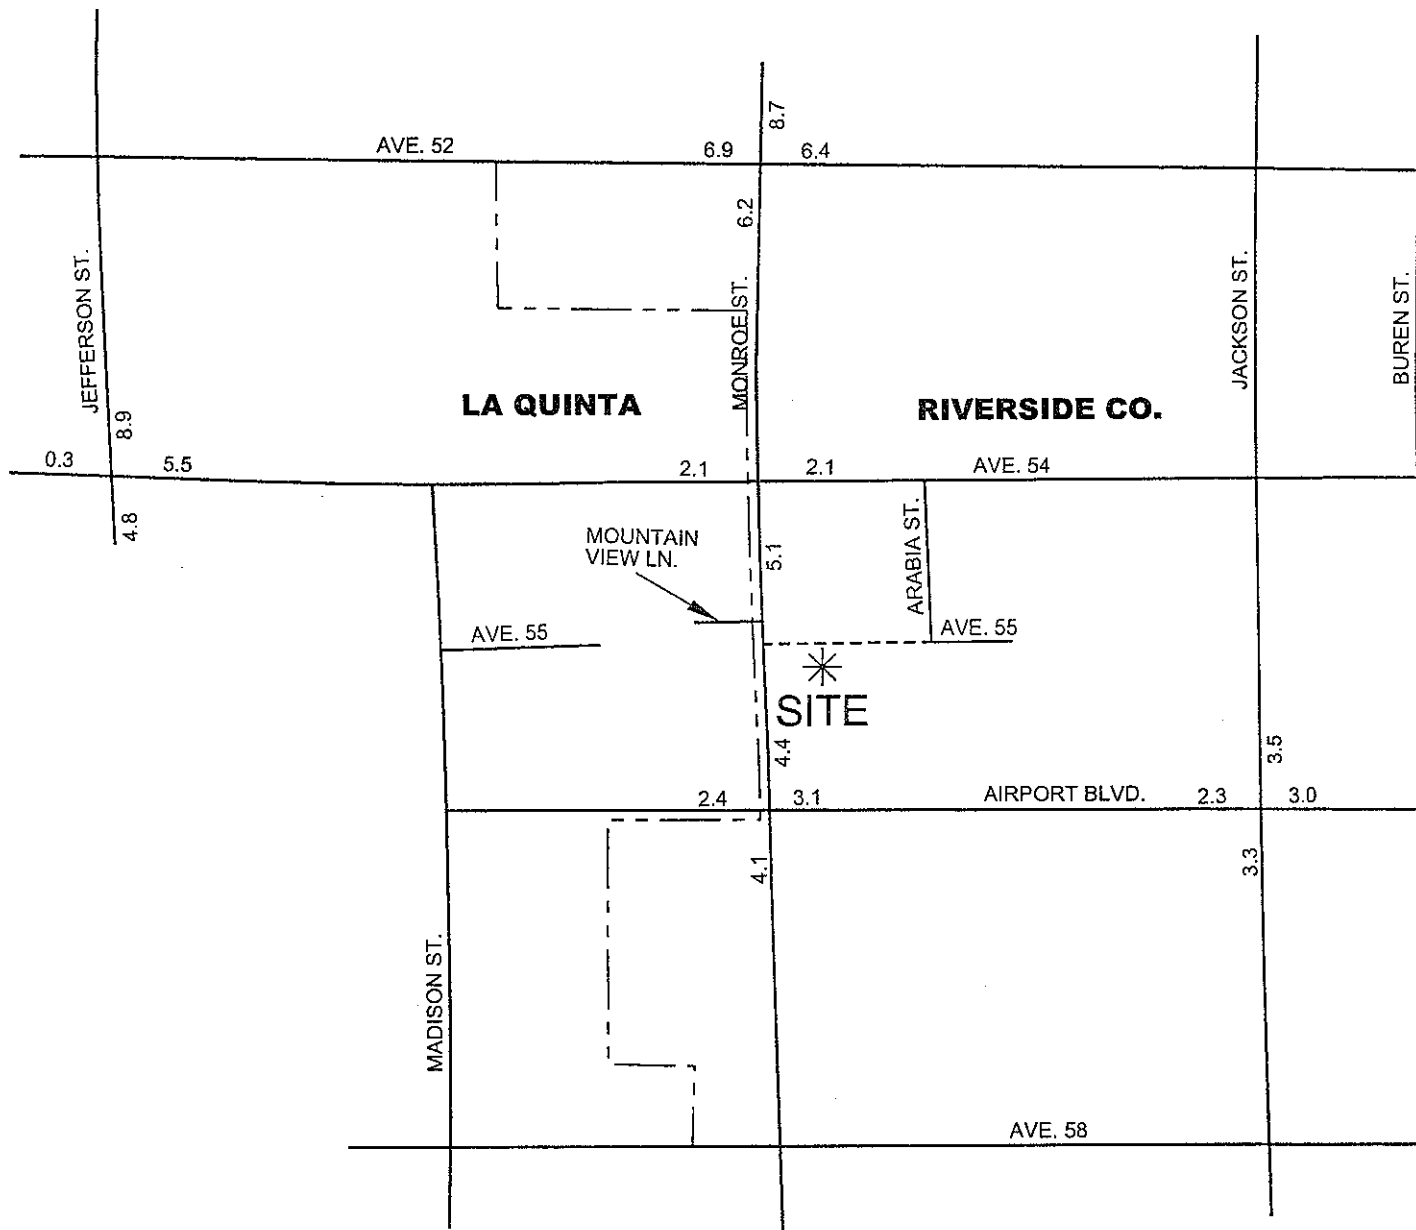 8.7
AVE. 52
6.9
6.4
6.2
JEFFERSON ST.
MONROE ST.
JACKSON ST.
BUREN ST.
LA QUINTA
RIVERSIDE CO.
8.9
0.3
5.5
2.1
2.1
AVE. 54
4.8
MOUNTAIN
VIEW LN.
5.1
ARABIA ST.
AVE. 55
AVE. 55
SITE
4.4
3.5
2.4
3.1
AIRPORT BLVD.
2.3
3.0
4.1
3.3
MADISON ST.
AVE. 58